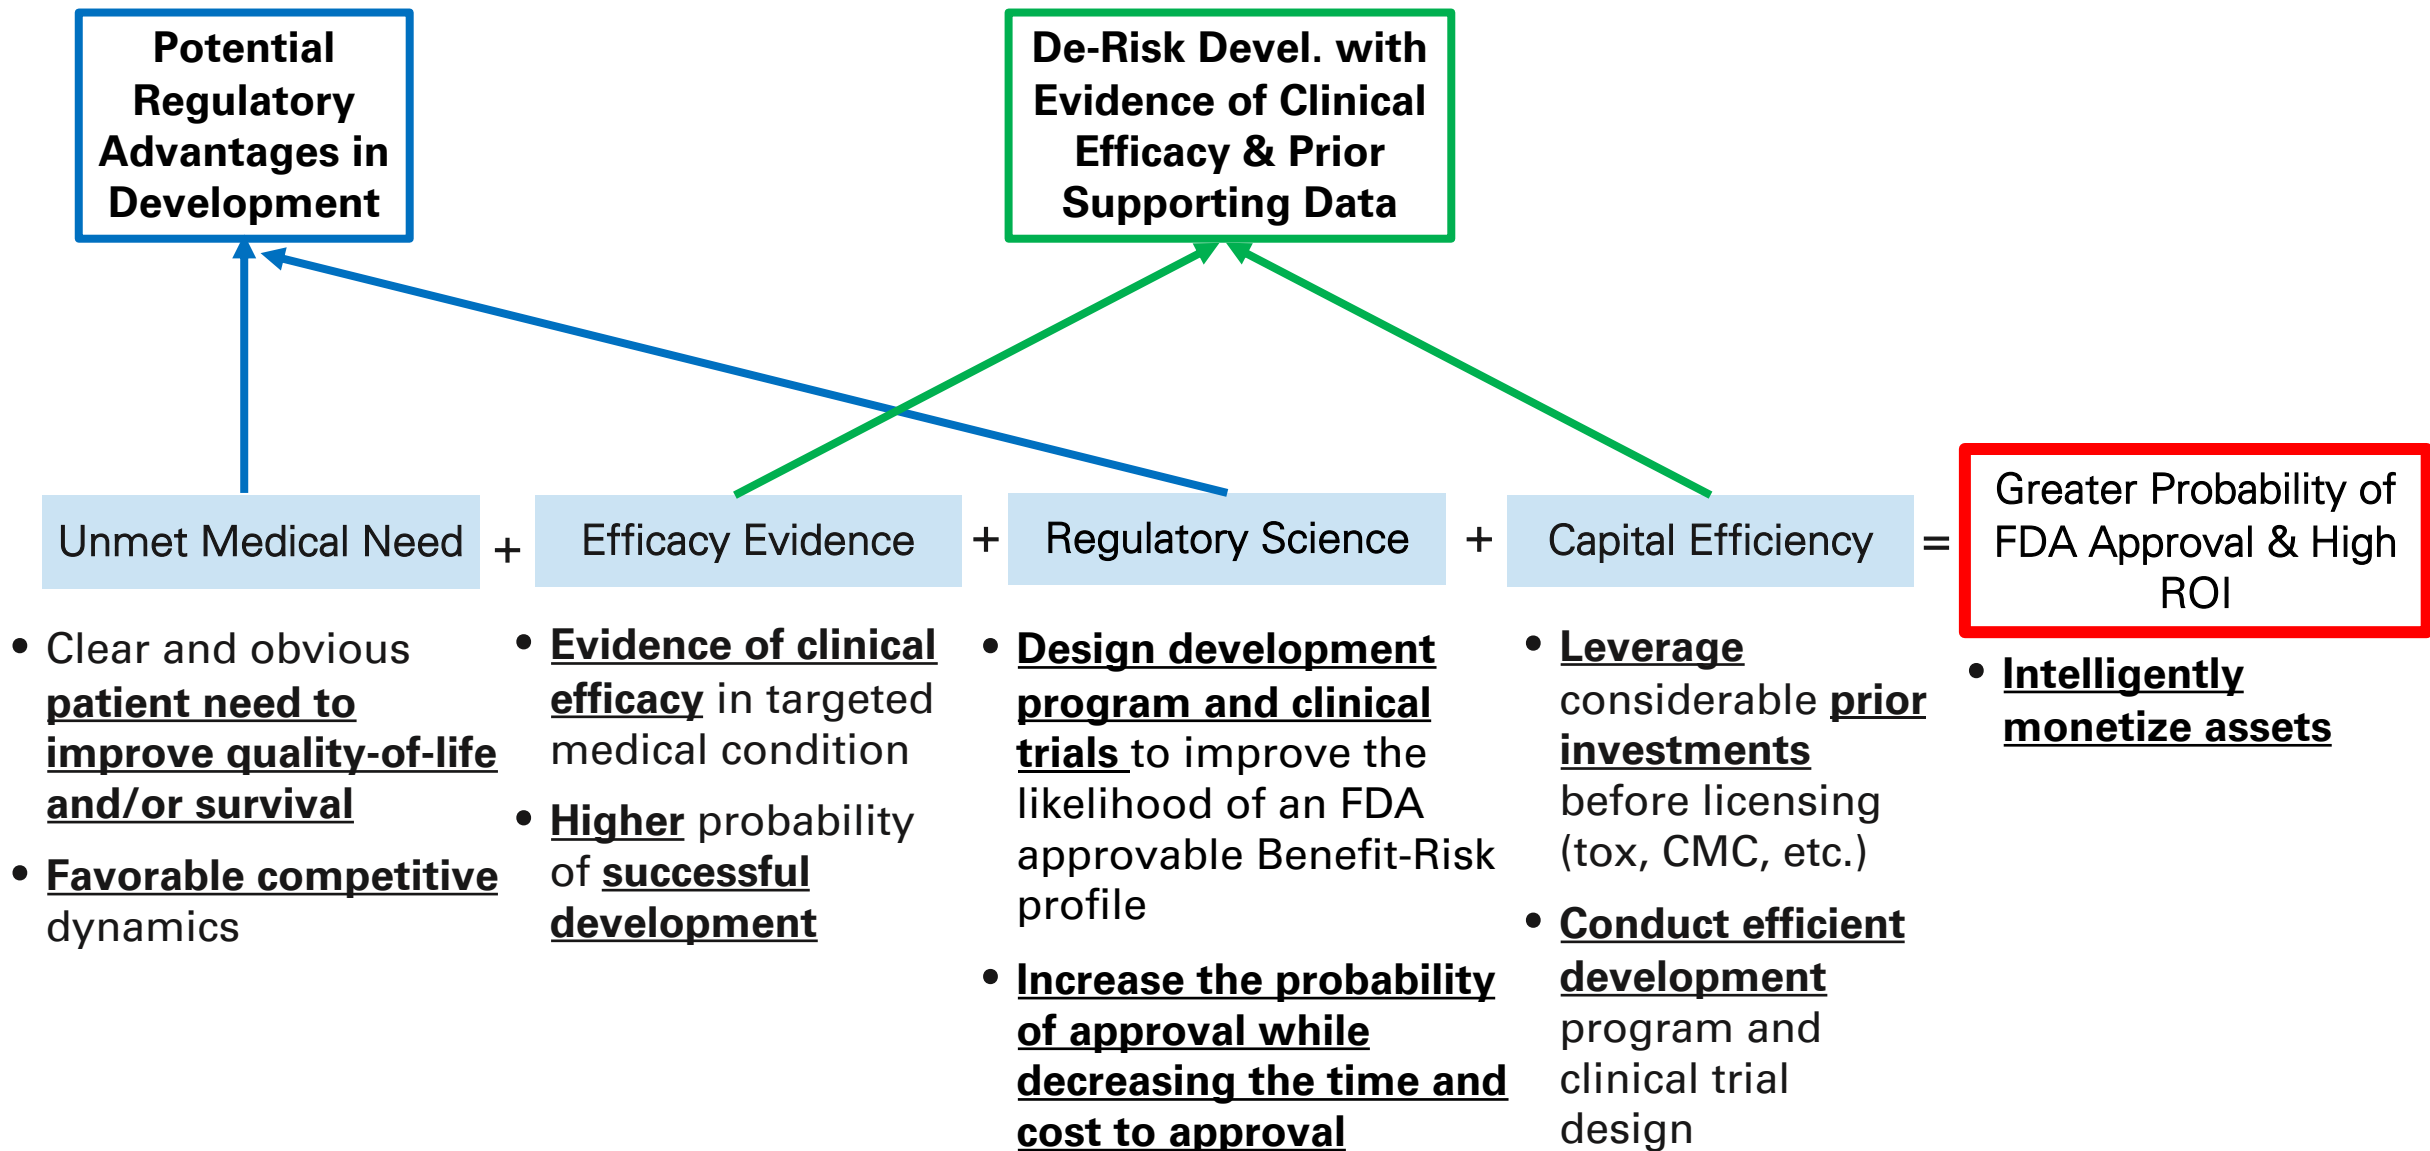 Potential
Regulatory
Advantages in
Development
De-Risk Devel. with
Evidence of Clinical
Efficacy & Prior
Supporting Data
Unmet Medical Need
+
Efficacy Evidence
+
Regulatory Science
+
Capital Efficiency
=
Greater Probability of
FDA Approval & High
ROI
• Clear and obvious
patient need to
improve quality-of-life
and/or survival
• Favorable competitive
dynamics
• Evidence of clinical
efficacy in targeted
medical condition
• Higher probability
of successful
development
• Design development
program and clinical
trials to improve the
likelihood of an FDA
approvable Benefit-Risk
profile
• Increase the probability
of approval while
decreasing the time and
cost to approval
• Leverage
considerable prior
investments
before licensing
(tox, CMC, etc.)
• Conduct efficient
development
program and
clinical trial
design
• Intelligently
monetize assets